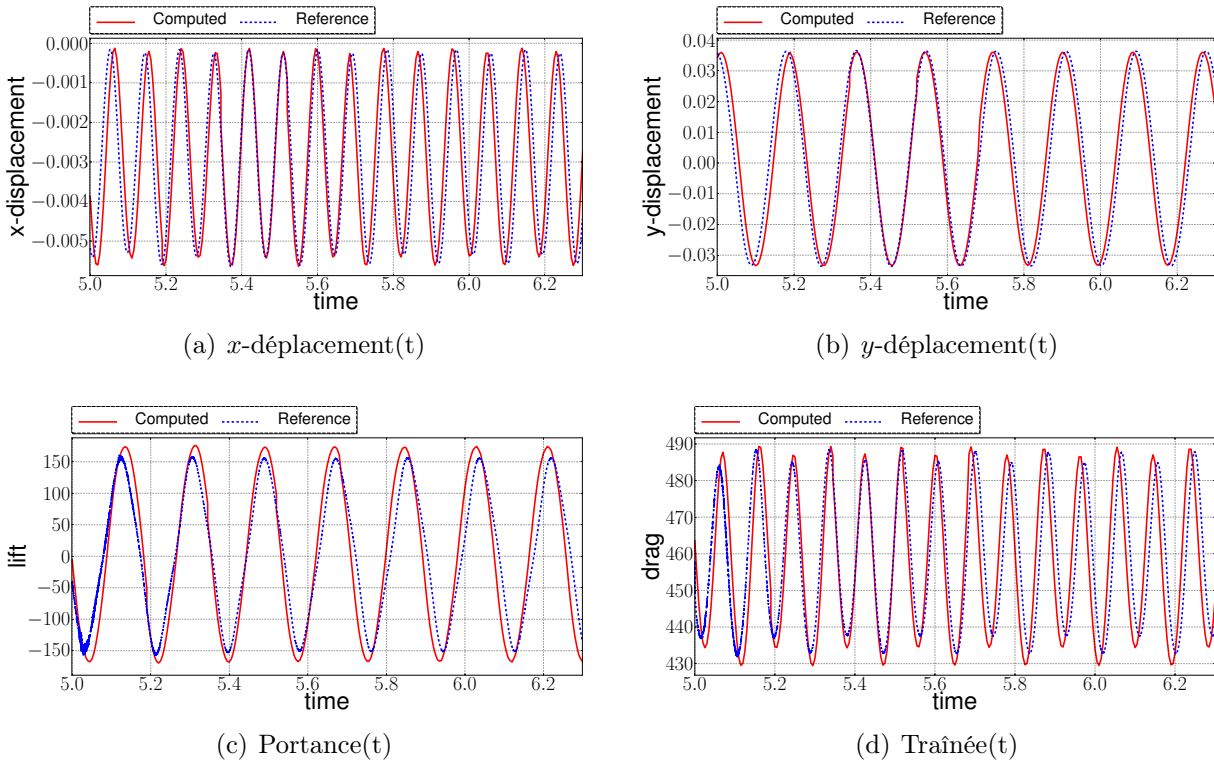 Computed Reference
0.000
−0.001
−0.002
−0.003
−0.004
−0.005
x-displacement
5.0 5.2 5.4 5.6 5.8 6.0 6.2
time
(a) x-déplacement(t)
Computed Reference
0.04
0.03
0.02
0.01
0.00
−0.01
−0.02
−0.03
y-displacement
5.0 5.2 5.4 5.6 5.8 6.0 6.2
time
(b) y-déplacement(t)
Computed Reference
150
100
50
0
−50
−100
−150
lift
5.0 5.2 5.4 5.6 5.8 6.0 6.2
time
(c) Portance(t)
Computed Reference
490
480
470
460
450
440
430
drag
5.0 5.2 5.4 5.6 5.8 6.0 6.2
time
(d) Traînée(t)